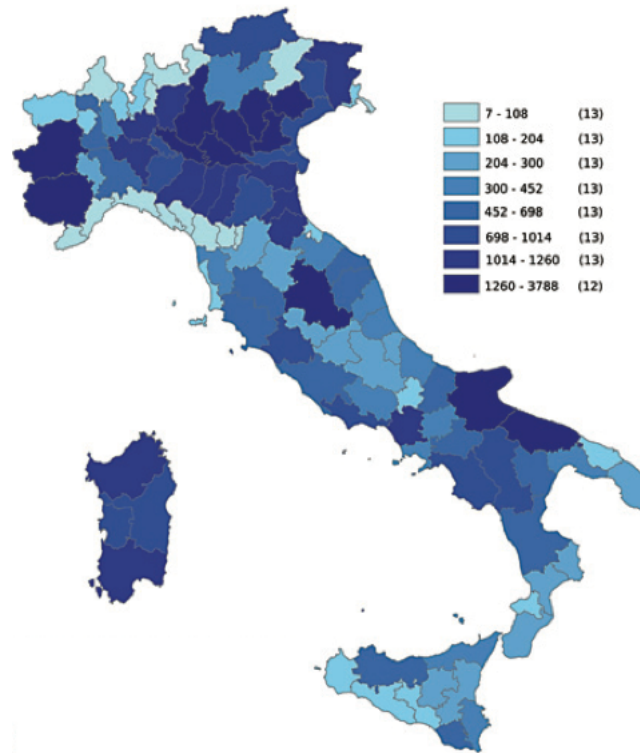 7 - 108 (13)
108 - 204 (13)
204 - 300 (13)
300 - 452 (13)
452 - 698 (13)
698 - 1014 (13)
1014 - 1260 (13)
1260 - 3788 (12)